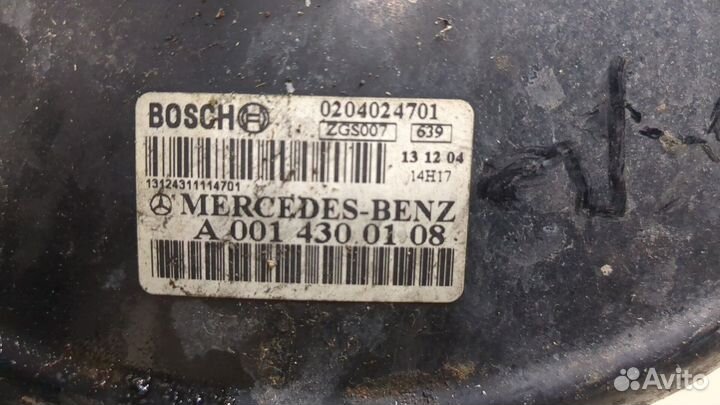 BOSCH 0204024701
ZGS007 639
13 12 04
14H17
13124311114701
MERCEDES-BENZ
A 001 430 01 08
Avito